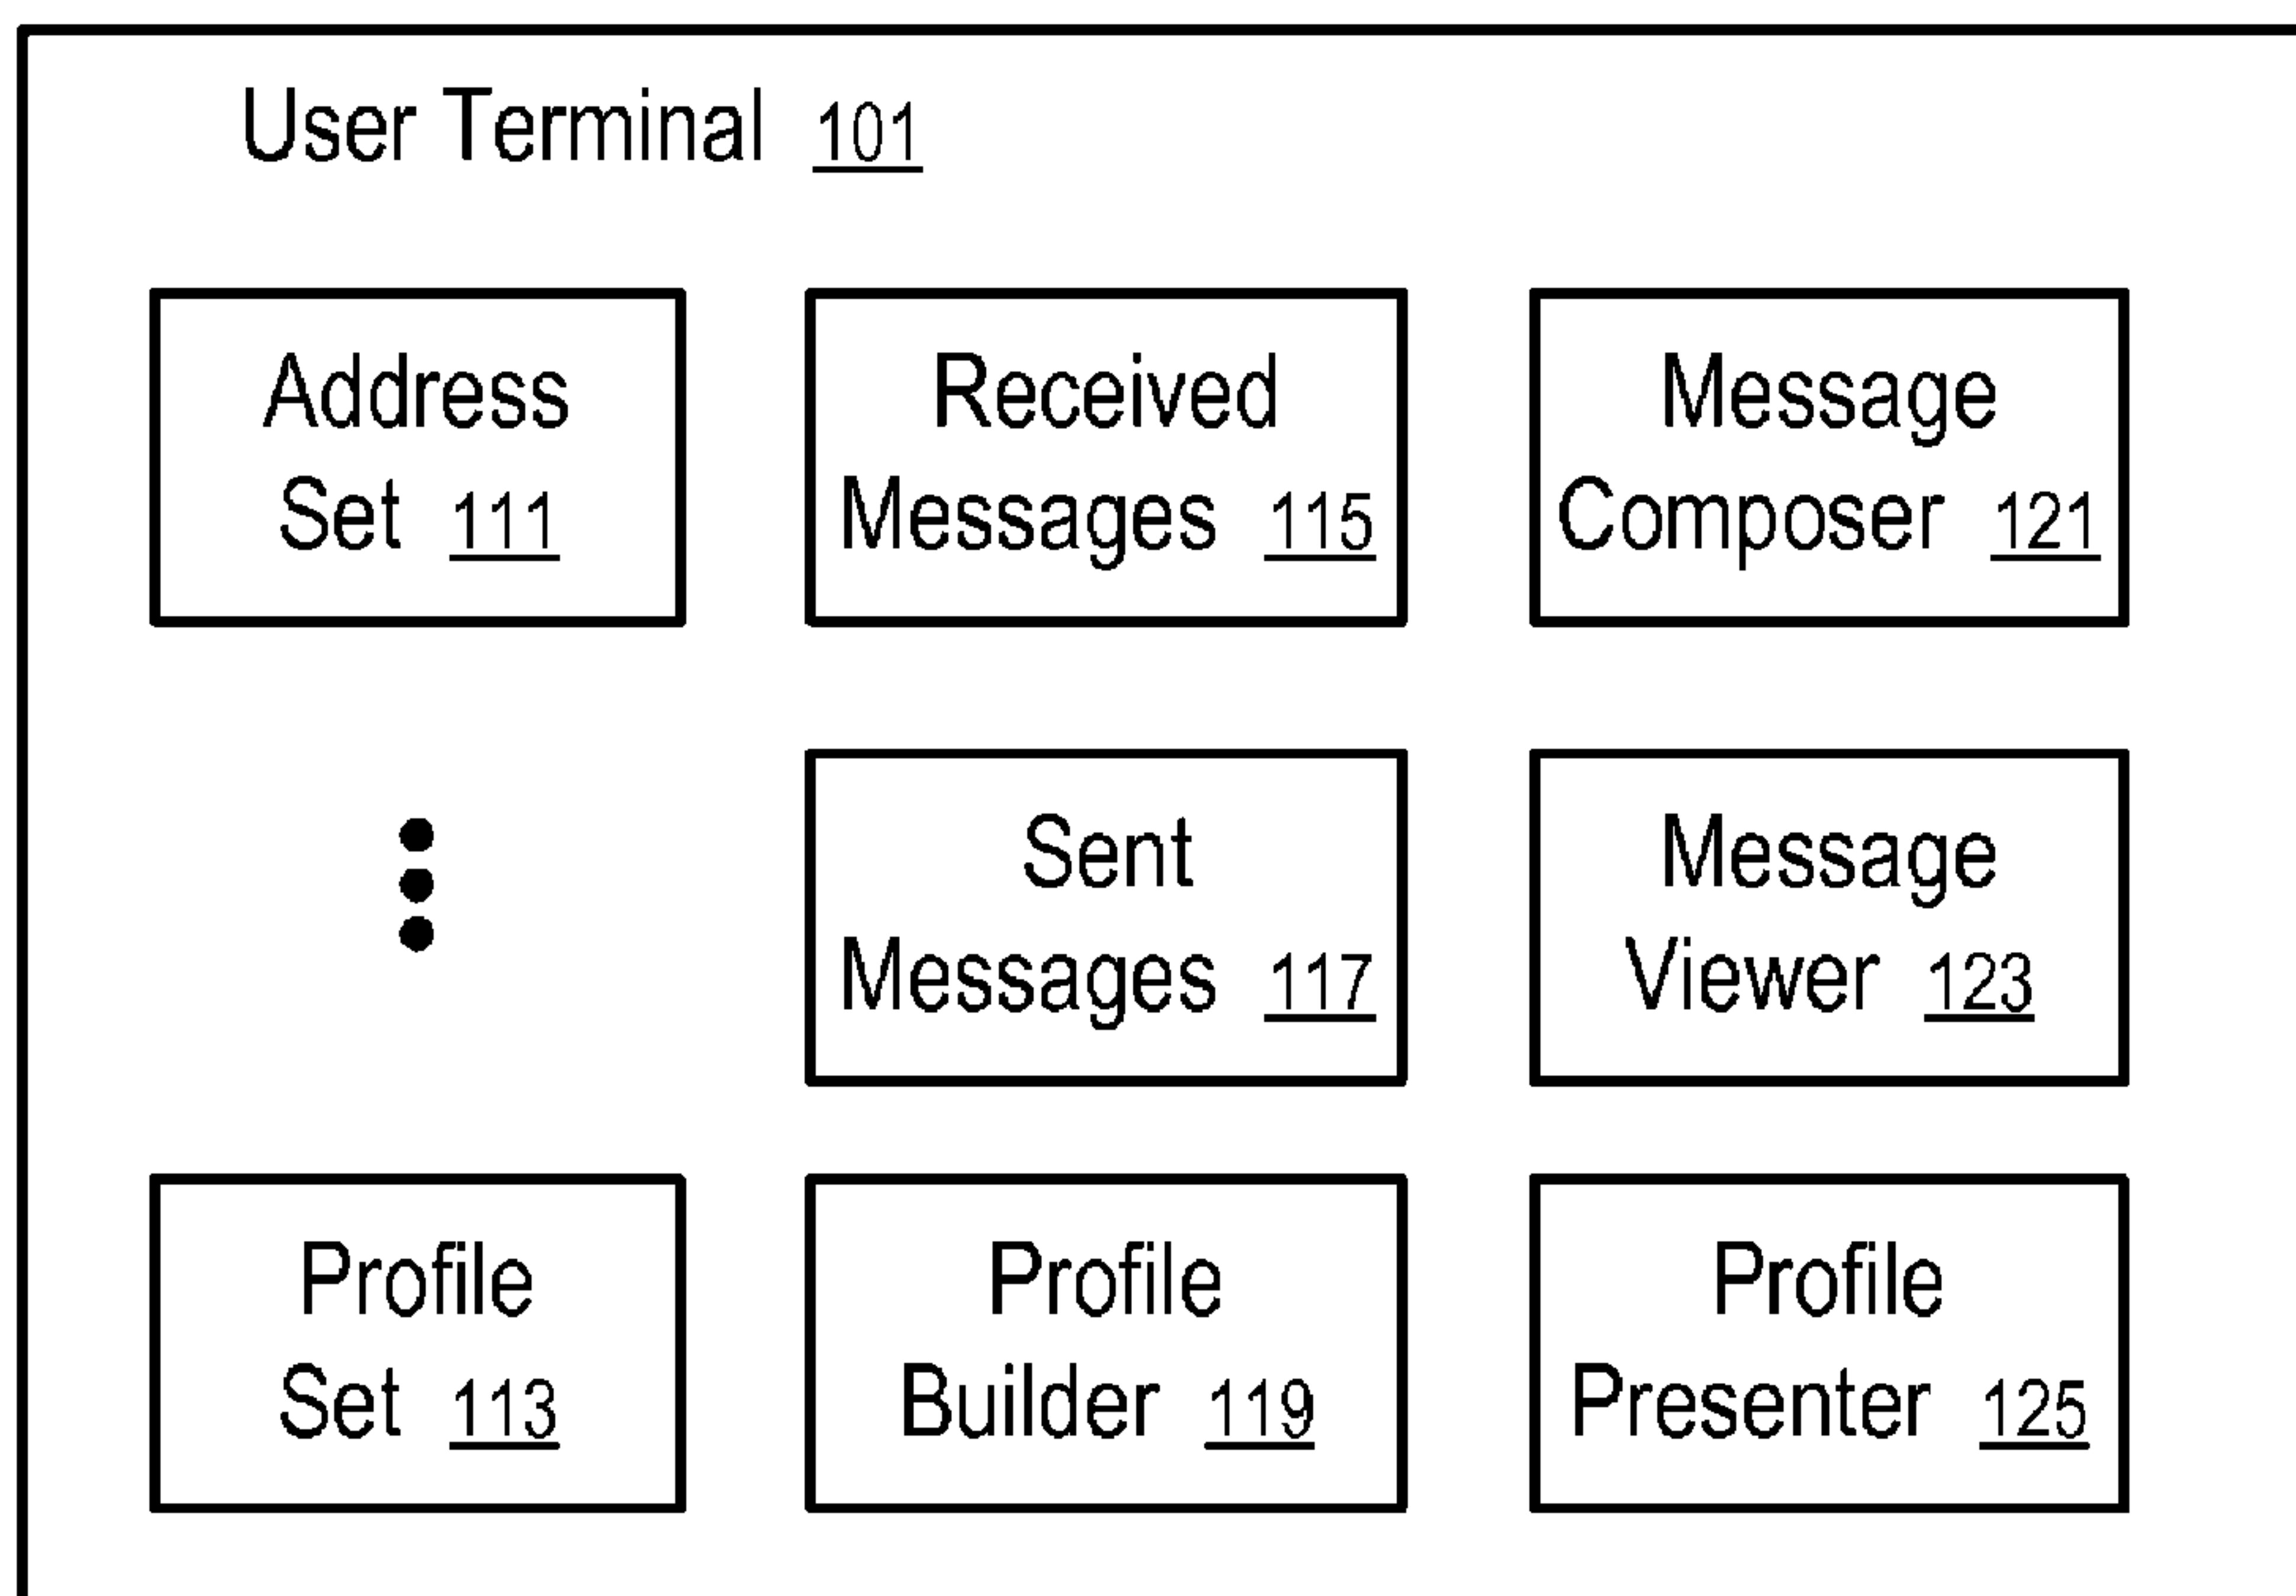 User Terminal 101
Address
Set 111
Received
Messages 115
Message
Composer 121
Sent
Messages 117
Message
Viewer 123
Profile
Set 113
Profile
Builder 119
Profile
Presenter 125